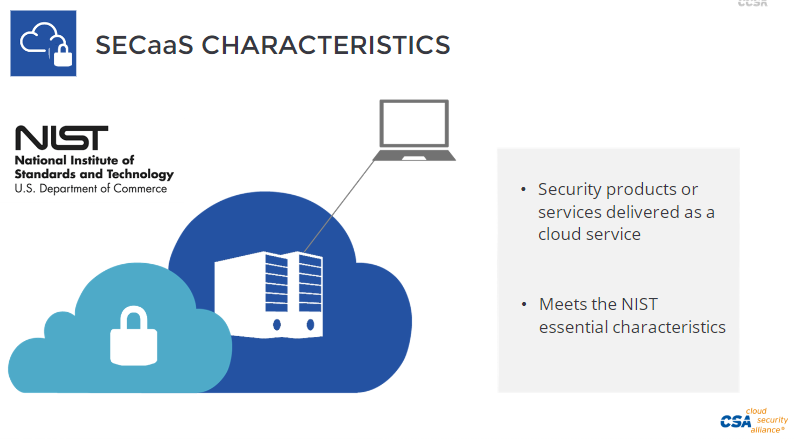 SECaaS CHARACTERISTICS
NIST
National Institute of
Standards and Technology
U.S. Department of Commerce
• Security products or
services delivered as a
cloud service
• Meets the NIST
essential characteristics
CSA cloud
security
alliance®